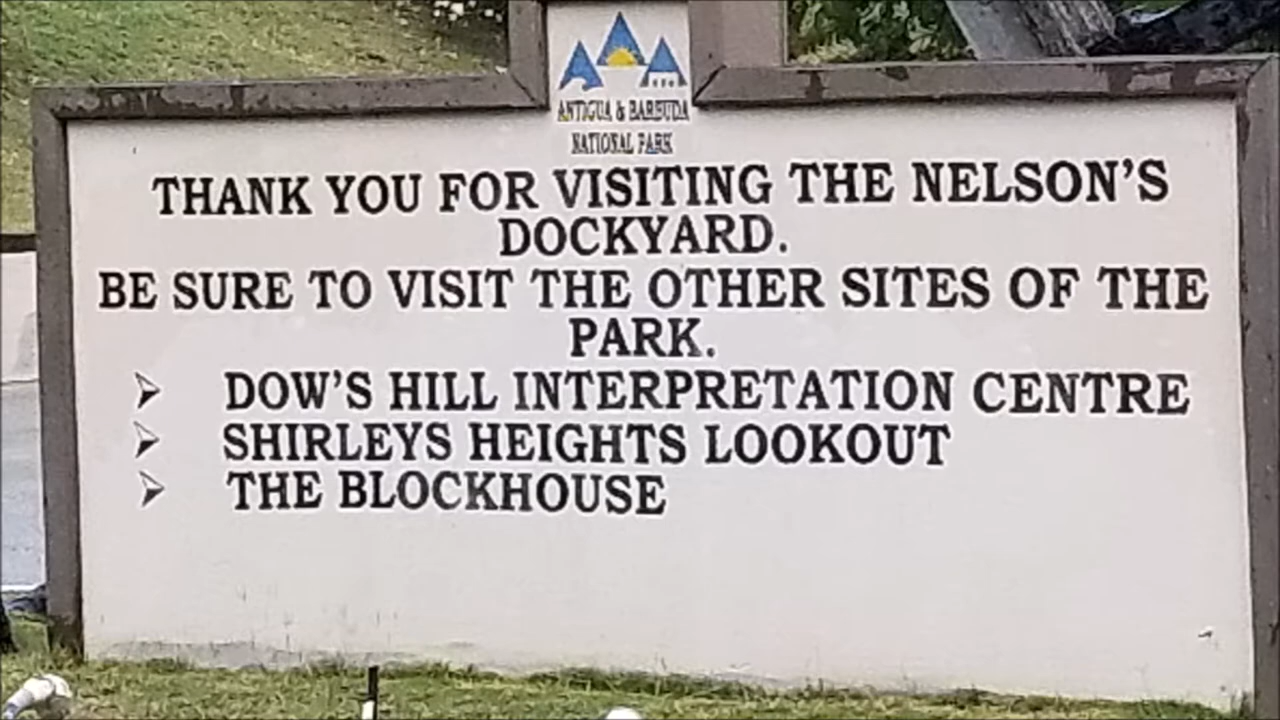 ANTIGUA & BARBUDA
NATIONAL PARK
THANK YOU FOR VISITING THE NELSON'S
DOCKYARD.
BE SURE TO VISIT THE OTHER SITES OF THE
PARK.
➢ DOW'S HILL INTERPRETATION CENTRE
➢ SHIRLEYS HEIGHTS LOOKOUT
➢ THE BLOCKHOUSE